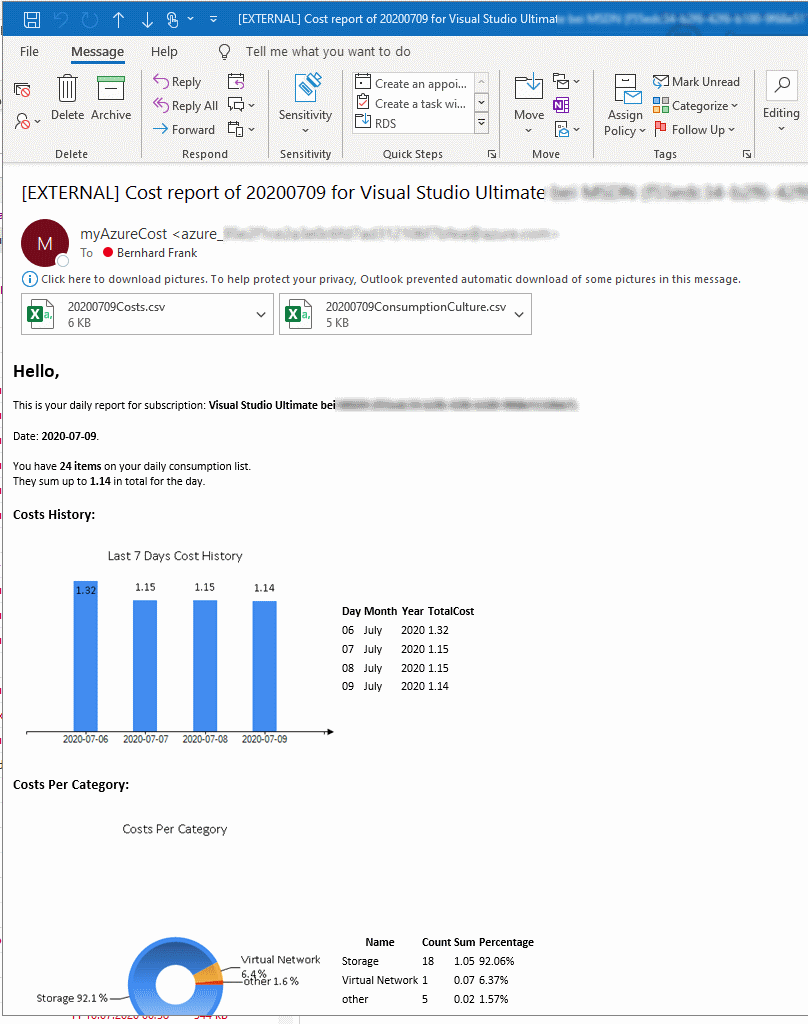 [EXTERNAL] Cost report of 20200709 for Visual Studio Ultimate
File Message Help Tell me what you want to do
Delete Archive
Reply
Reply All
Forward
Sensitivity
Create an appoi...
Create a task wi...
RDS
Move
Assign Policy
Mark Unread
Categorize
Follow Up
Editing
Delete Respond Sensitivity Quick Steps Move Tags
[EXTERNAL] Cost report of 20200709 for Visual Studio Ultimate
M
myAzureCost <azure_
To Bernhard Frank
Click here to download pictures. To help protect your privacy, Outlook prevented automatic download of some pictures in this message.
20200709Costs.csv
6 KB
20200709ConsumptionCulture.csv
5 KB
Hello,
This is your daily report for subscription: Visual Studio Ultimate bei
Date: 2020-07-09.
You have 24 items on your daily consumption list.
They sum up to 1.14 in total for the day.
Costs History:
Last 7 Days Cost History
1.32 1.15 1.15 1.14
2020-07-06 2020-07-07 2020-07-08 2020-07-09
Day Month Year TotalCost
06 July 2020 1.32
07 July 2020 1.15
08 July 2020 1.15
09 July 2020 1.14
Costs Per Category:
Costs Per Category
Virtual Network
6.4%
other 1.6 %
Storage 92.1 %
Name Count Sum Percentage
Storage 18 1.05 92.06%
Virtual Network 1 0.07 6.37%
other 5 0.02 1.57%